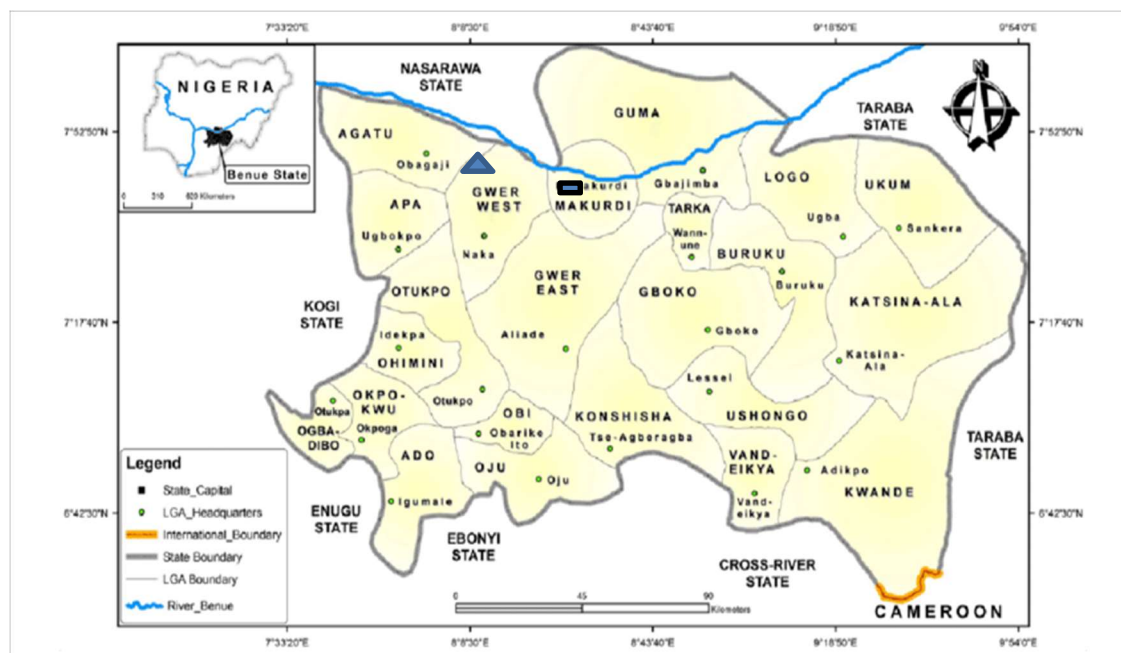 7°33'20"E
8°8'30"E
8°43'40"E
9°18'50"E
9°54'0"E
NIGERIA
Benue State
0 310 620 Kilometers
NASARAWA
STATE
GUMA
TARABA
STATE
N
7°52'50"N
7°52'50"N
AGATU
Obagaji
GWER
WEST
Naka
akurdi
MAKURDI
Gbajimba
LOGO
Ugba
UKUM
Sankera
APA
Ugbokpo
TARKA
Wann-
une
BURUKU
Buruku
GWER
EAST
Aliade
GBOKO
Gboko
KATSINA-ALA
Katsina-
Ala
KOGI
STATE
OTUKPO
7°17'40"N
7°17'40"N
Idekpa
OHIMINI
Otukpo
Lessel
USHONGO
OKPO-
KWU
Okpoga
Otukpa
OGBA-
DIBO
OBI
Obarike
Ito
KONSHISHA
Tse-Agberagba
TARABA
STATE
ADO
Igumale
OJU
Oju
VAND-
EIKYA
Vand-
eikya
Adikpo
KWANDE
6°42'30"N
6°42'30"N
Legend
State_Capital
LGA_Headquarters
International_Boundary
State Boundary
LGA Boundary
River_Benue
ENUGU
STATE
EBONYI
STATE
CROSS-RIVER
STATE
CAMEROON
0 45 90
Kilometers
7°33'20"E
8°8'30"E
8°43'40"E
9°18'50"E
9°54'0"E